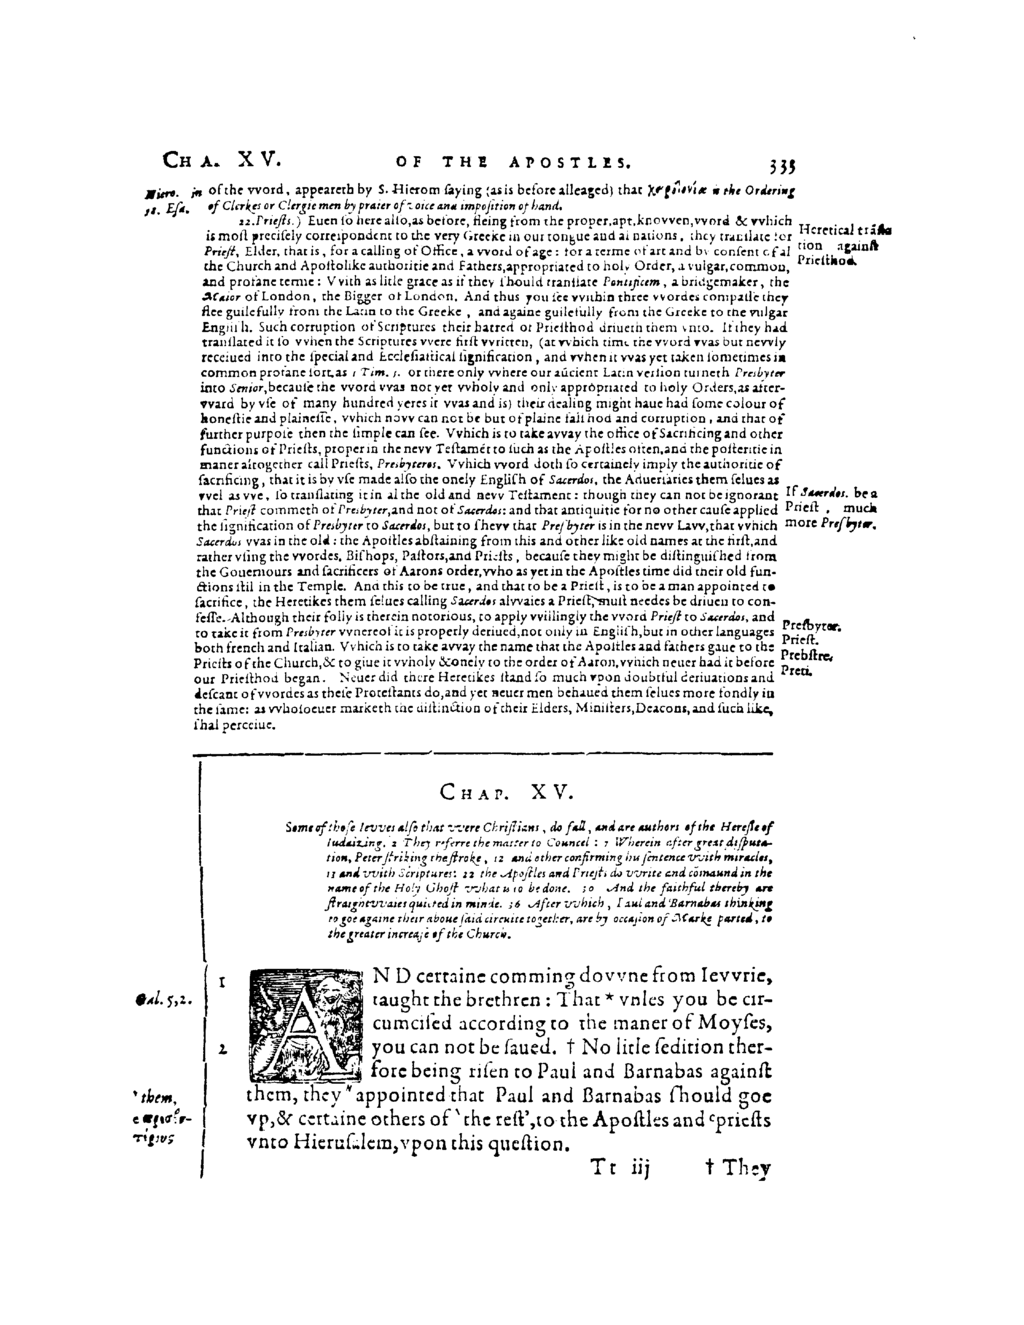 CHA. XV. OF THE APOSTLES. 335
Hiero. in of the vvord, appeareth by S. Hierom ſaying (as is before alleaged) that χειροτονία is the Ordering
58. Eſa. of Clerkes or Clergie men by praier of voice and impoſition of hand.
22. Prieſts.) Euen ſo here alſo, as before, fleing from the proper, apt, knovven, vvord & vvhich
is moſt preciſely correſpondent to the very Greeke in our tongue and al nations, they tranſlate for
Prieſt, Elder, that is, for a calling of Office, a vvord of age: for a terme of art and by conſent of al
the Church and Apoſtolike authoritie and Fathers, appropriated to holy Order, a vulgar, common,
and profane terme: Vvith as litle grace as if they ſhould tranſlate Pontificem, a bridgemaker, the
Maior of London, the Bigger of London. And thus you ſee vvithin three vvordes compaſſe they
flee guilefully from the Latin to the Greeke, and againe guilefully from the Greeke to the vulgar
Engliſh. Such corruption of Scriptures their hatred of Prieſthod driueth them vnto. If they had
tranſlated it ſo vvhen the Scriptures vvere firſt vvritten, (at vvhich time the vvord vvas but nevvly
receiued into the ſpecial and Eccleſiaſtical ſignification, and vvhen it vvas yet taken ſometimes in
common profane ſort, as 1 Tim. 5. or there only vvhere our auncient Latin verſion turneth Presbyter
into Senior, becauſe the vvord vvas not yet vvholy and only appropriated to holy Orders, as after-
vvard by vſe of many hundred yeres it vvas and is) their dealing might haue had ſome colour of
honeſtie and plaineſſe, vvhich novv can not be but of plaine falſhod and corruption, and that of
further purpoſe then the ſimple can ſee. Vvhich is to take avvay the office of Sacrificing and other
functions of Prieſts, proper in the nevv Teſtamēt to ſuch as the Apoſtles often, and the poſteritie in
maner altogether call Prieſts, Presbyteros. Vvhich vvord doth ſo certainely imply the authoritie of
ſacrificing, that it is by vſe made alſo the onely Engliſh of Sacerdos, the Aduerſaries them ſelues as
vvel as vve, ſo tranſlating it in al the old and nevv Teſtament: though they can not be ignorant
that Prieſt commeth of Presbyter, and not of Sacerdos: and that antiquitie for no other cauſe applied
the ſignification of Presbyter to Sacerdos, but to ſhevv that Preſbyter is in the nevv Lavv, that vvhich
Sacerdos vvas in the old: the Apoſtles abſtaining from this and other like old names at the firſt, and
rather vſing the vvordes, Biſhops, Paſtors, and Prieſts, becauſe they might be diſtinguiſhed from
the Gouernours and ſacrificers of Aarons order, vvho as yet in the Apoſtles time did their old fun-
ctions ſtil in the Temple. And this to be true, and that to be a Prieſt, is to be a man appointed to
ſacrifice, the Heretikes them ſelues calling Sacerdos alvvaies a Prieſt, muſt needes be driuen to con-
feſſe. Although their folly is therein notorious, to apply vviilingly the vvord Prieſt to Sacerdos, and
to take it from Presbyter vvhereof it is properly deriued, not only in Engliſh, but in other languages
both french and Italian. Vvhich is to take avvay the name that the Apoſtles and fathers gaue to the
Prieſts of the Church, & to giue it vvholy & onely to the order of Aaron, vvhich neuer had it before
our Prieſthod began. Neuer did there Heretikes ſtand ſo much vpon doubtful deriuations and
deſcant of vvordes as theſe Proteſtants do, and yet neuer men behaued them ſelues more fondly in
the ſame: as vvhoſoeuer marketh the diſtinction of their Elders, Miniſters, Deacons, and ſuch like,
ſhal perceiue.
Heretical trāſla
tion againſt
Prieſthod.
If Sacerdos. be a
Prieſt, much
more Preſbyter.
Preſbyter.
Prieſt.
Prebſtre,
Preti.
CHAP. XV.
Some of thoſe Ievves alſo that vvere Chriſtians, do fall, and are authors of the Hereſie of
Iudaizing. 2 They referre the matter to Councel: 7 Wherein after great diſputa-
tion, Peter ſtriking the ſtroke, 12 and other confirming his ſentence vvith miracles,
13 and vvith Scriptures: 22 the Apoſtles and Prieſts do vvrite and cōmaund in the
name of the Holy Ghoſt vvhat is to be done. 30 And the faithful thereby are
ſtraightvvaies quieted in minde. 36 After vvhich, Paul and Barnabas thinking
to goe againe their aboue ſaid circuite together, are by occaſion of Marke parted, to
the greater increaſe of the Church.
1 AND certaine comming dovvne from Ievvrie,
Gal. 5,2. taught the brethren: That * vnles you be cir-
cumciſed according to the maner of Moyſes,
2 you can not be ſaued. † No litle ſedition ther-
fore being riſen to Paul and Barnabas againſt
' them, them, they " appointed that Paul and Barnabas ſhould goe
c πρεσβυ- vp, & certaine others of ' the reſt', to the Apoſtles and c prieſts
τέρους vnto Hieruſalem, vpon this queſtion.
Tt iij † They